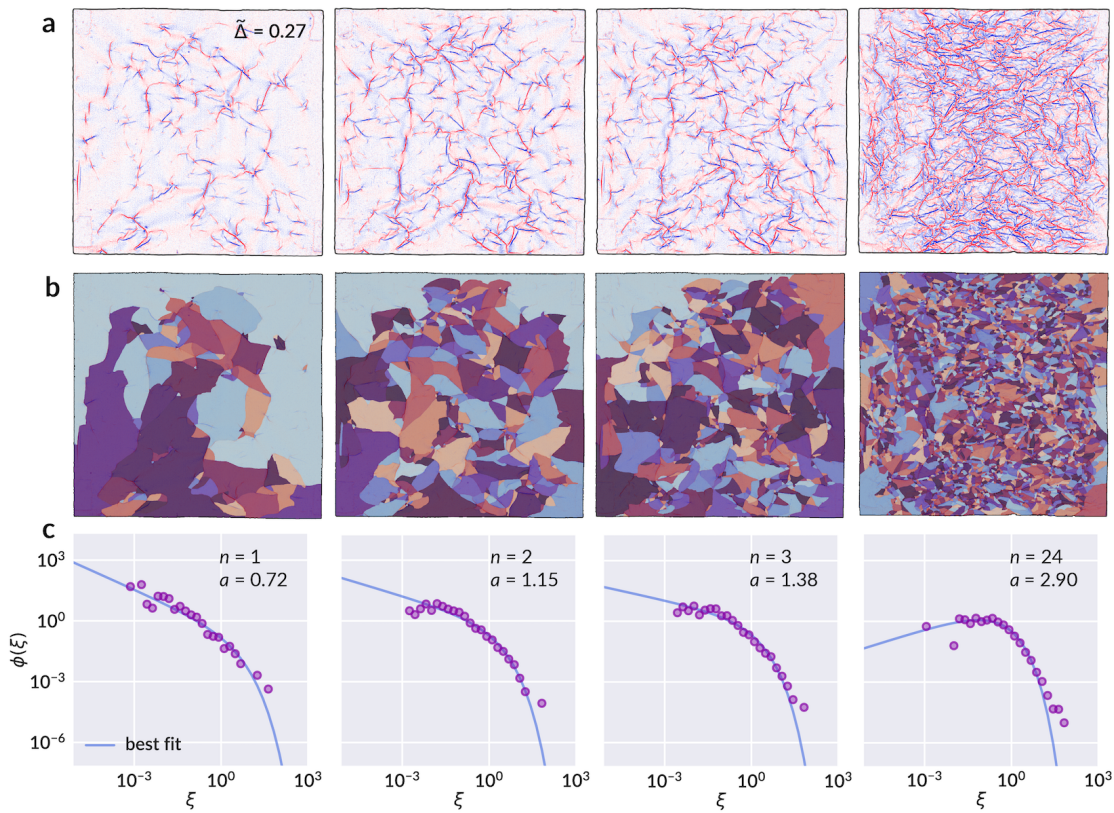 a
Δ̃ = 0.27
b
c
n = 1
a = 0.72
n = 2
a = 1.15
n = 3
a = 1.38
n = 24
a = 2.90
10³
10⁰
10⁻³
10⁻⁶
ϕ(ξ)
best fit
10⁻³ 10⁰ 10³
10⁻³ 10⁰ 10³
10⁻³ 10⁰ 10³
10⁻³ 10⁰ 10³
ξ
ξ
ξ
ξ